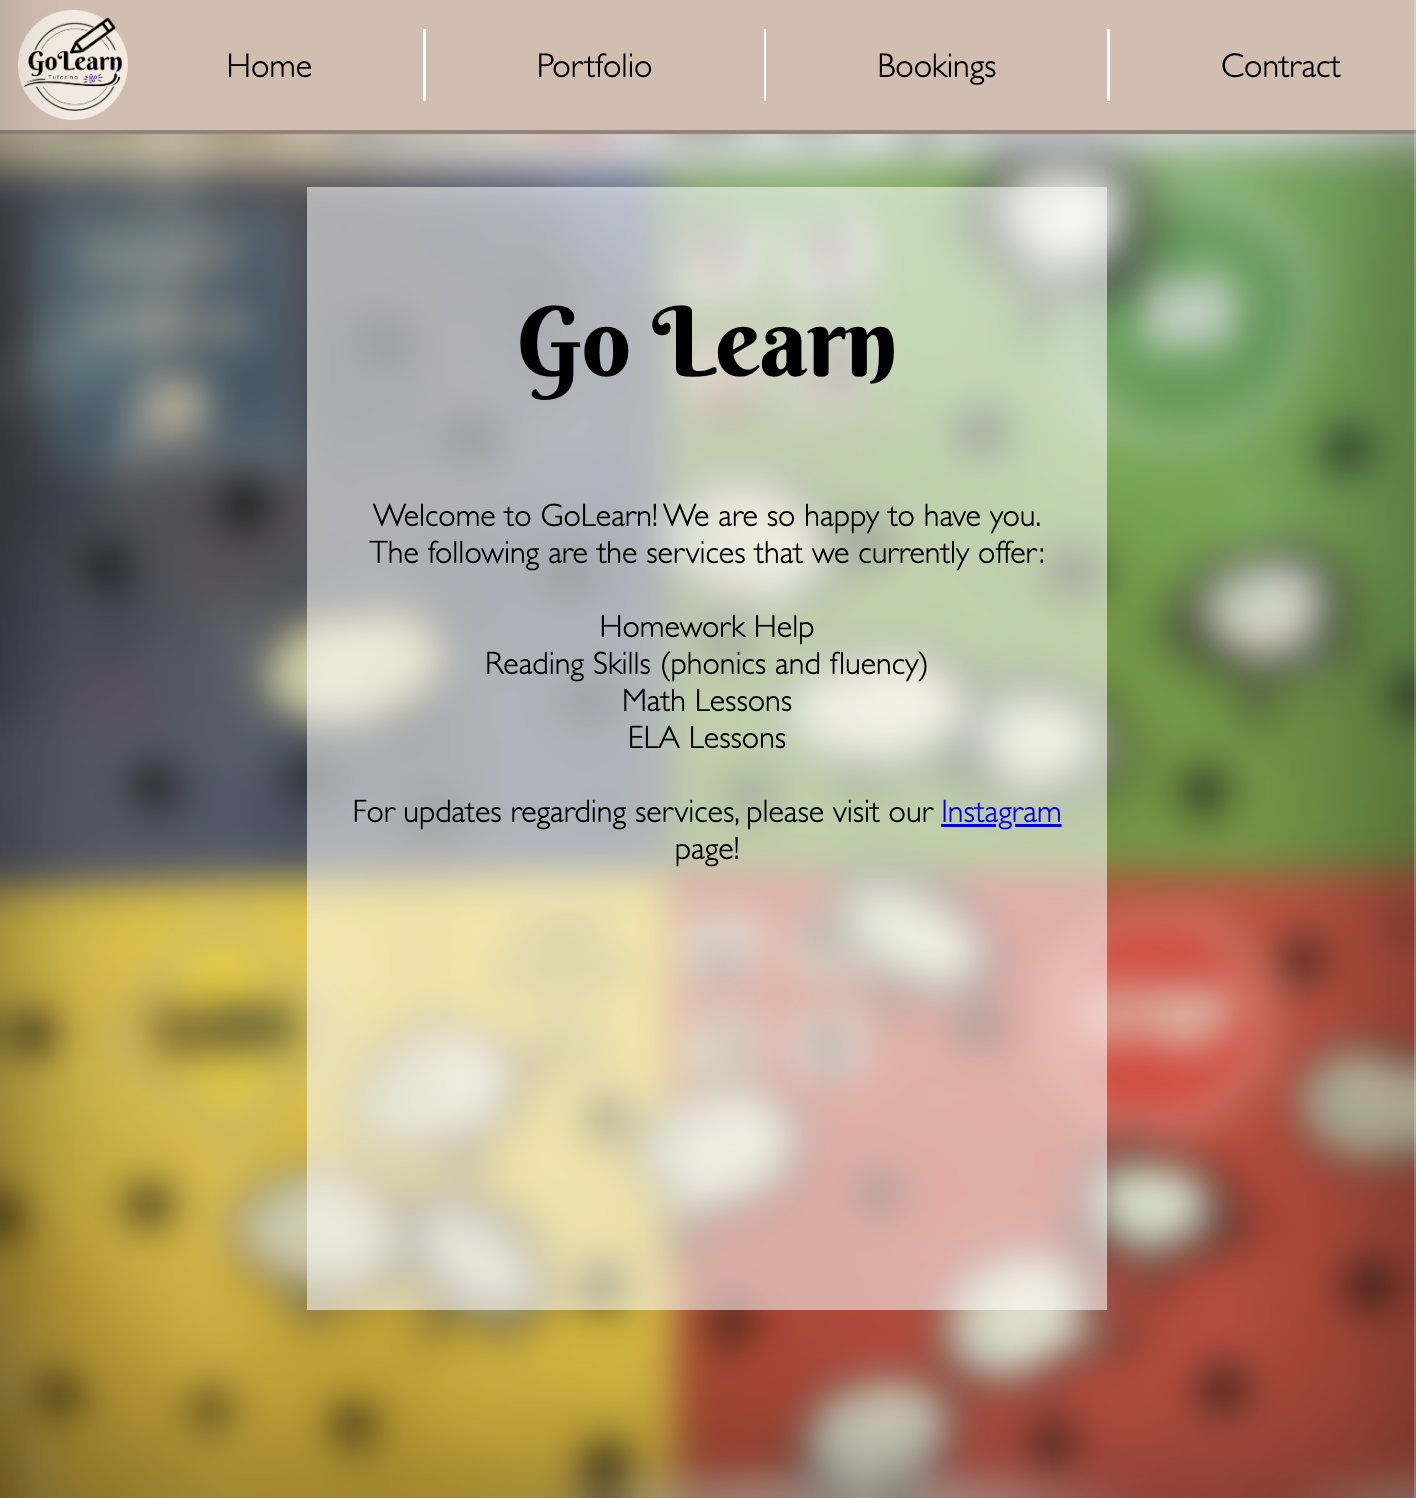 GoLearn
Tutoring
Home
Portfolio
Bookings
Contract
Go Learn
Welcome to GoLearn! We are so happy to have you.
The following are the services that we currently offer:
Homework Help
Reading Skills (phonics and fluency)
Math Lessons
ELA Lessons
For updates regarding services, please visit our Instagram
page!